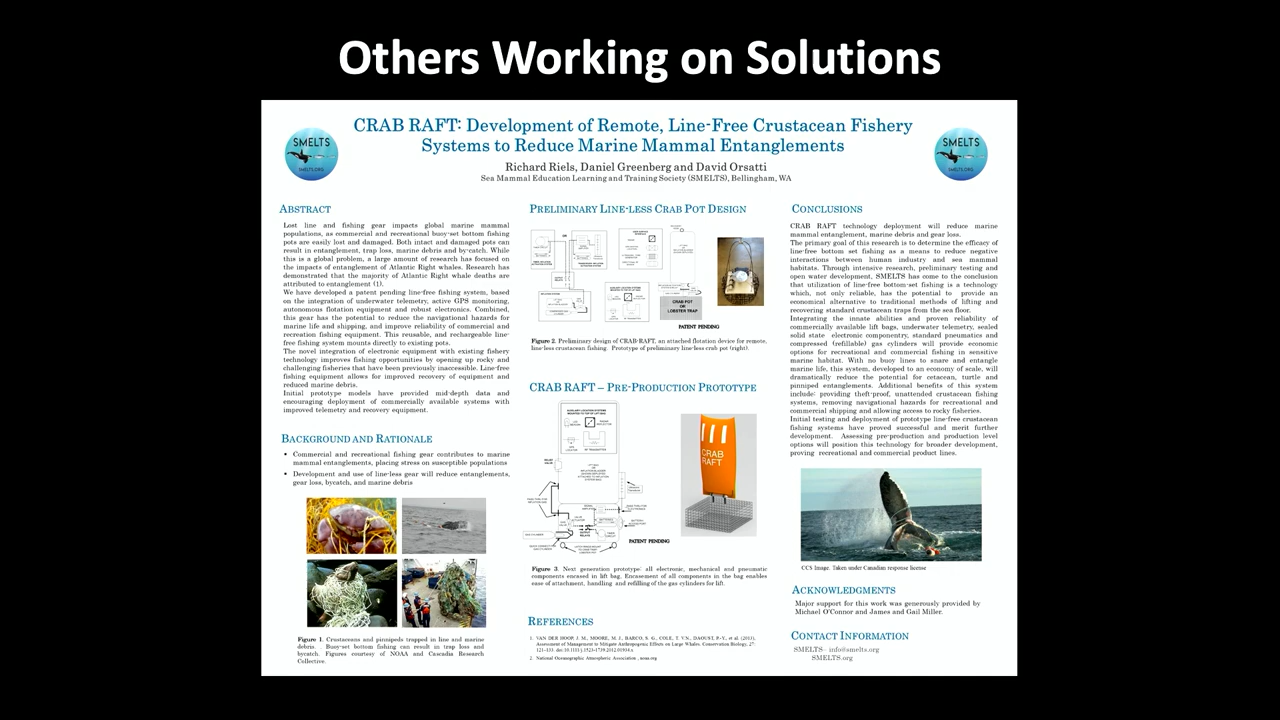 Others Working on Solutions
CRAB RAFT: Development of Remote, Line-Free Crustacean Fishery
Systems to Reduce Marine Mammal Entanglements
Richard Riels, Daniel Greenberg and David Orsatti
Sea Mammal Education Learning and Training Society (SMELTS), Bellingham, WA
SMELTS
SMELTS.ORG
SMELTS
SMELTS.ORG
ABSTRACT
Lost line and fishing gear impacts global marine mammal
populations, as commercial and recreational buoy-set bottom fishing
pots are easily lost and damaged. Both intact and damaged pots can
result in entanglement, trap loss, marine debris and by-catch. While
this is a global problem, a large amount of research has focused on
the impacts of entanglement of Atlantic Right whales. Research has
demonstrated that the majority of Atlantic Right whale deaths are
attributed to entanglement (1).
We have developed a patent pending line-free fishing system, based
on the integration of underwater telemetry, active GPS monitoring,
autonomous flotation equipment and robust electronics. Combined,
this gear has the potential to reduce the navigational hazards for
marine life and shipping, and improve reliability of commercial and
recreation fishing equipment. This reusable, and rechargeable line-
free fishing system mounts directly to existing pots.
The novel integration of electronic equipment with existing fishery
technology improves fishing opportunities by opening up rocky and
challenging fisheries that have been previously inaccessible. Line-free
fishing equipment allows for improved recovery of equipment and
reduced marine debris.
Initial prototype models have provided mid-depth data and
encouraging deployment of commercially available systems with
improved telemetry and recovery equipment.
BACKGROUND AND RATIONALE
• Commercial and recreational fishing gear contributes to marine
mammal entanglements, placing stress on susceptible populations
• Development and use of line-less gear will reduce entanglements,
gear loss, bycatch, and marine debris
Figure 1. Crustaceans and pinnipeds trapped in line and marine
debris. . Buoy-set bottom fishing can result in trap loss and
bycatch. Figures courtesy of NOAA and Cascadia Research
Collective.
PRELIMINARY LINE-LESS CRAB POT DESIGN
CRAB POT
OR
LOBSTER TRAP
PATENT PENDING
Figure 2. Preliminary design of CRAB-RAFT, an attached flotation device for remote,
line-less crustacean fishing. Prototype of preliminary line-less crab pot (right).
CRAB RAFT – PRE-PRODUCTION PROTOTYPE
CRAB
RAFT
PATENT PENDING
Figure 3. Next generation prototype: all electronic, mechanical and pneumatic
components encased in lift bag. Encasement of all components in the bag enables
ease of attachment, handling and refilling of the gas cylinders for lift.
REFERENCES
1. VAN DER HOOP, J. M., MOORE, M. J., BARCO, S. G., COLE, T. V.N., DAOUST, P.-Y., et al. (2013),
Assessment of Management to Mitigate Anthropogenic Effects on Large Whales. Conservation Biology, 27:
121–133.
2. National Oceanographic Atmospheric Association , noaa.org
CONCLUSIONS
CRAB RAFT technology deployment will reduce marine
mammal entanglement, marine debris and gear loss.
The primary goal of this research is to determine the efficacy of
line-free bottom set fishing as a means to reduce negative
interactions between human industry and sea mammal
habitats. Through intensive research, preliminary testing and
open water development, SMELTS has come to the conclusion
that utilization of line-free bottom-set fishing is a technology
which, not only reliable, has the potential to provide an
economical alternative to traditional methods of lifting and
recovering standard crustacean traps from the sea floor.
Integrating the innate abilities and proven reliability of
commercially available lift bags, underwater telemetry, sealed
solid state electronic componentry, standard pneumatics and
compressed (refillable) gas cylinders will provide economic
options for recreational and commercial fishing in sensitive
marine habitat. With no buoy lines to snare and entangle
marine life, this system, developed to an economy of scale, will
dramatically reduce the potential for cetacean, turtle and
pinniped entanglements. Additional benefits of this system
include: providing theft-proof, unattended crustacean fishing
systems, removing navigational hazards for recreational and
commercial shipping and allowing access to rocky fisheries.
Initial testing and deployment of prototype line-free crustacean
fishing systems have proved successful and merit further
development. Assessing pre-production and production level
options will position this technology for broader development,
proving recreational and commercial product lines.
CCS Image. Taken under Canadian response license
ACKNOWLEDGMENTS
Major support for this work was generously provided by
Michael O'Connor and James and Gail Miller.
CONTACT INFORMATION
SMELTS- info@smelts.org
SMELTS.org